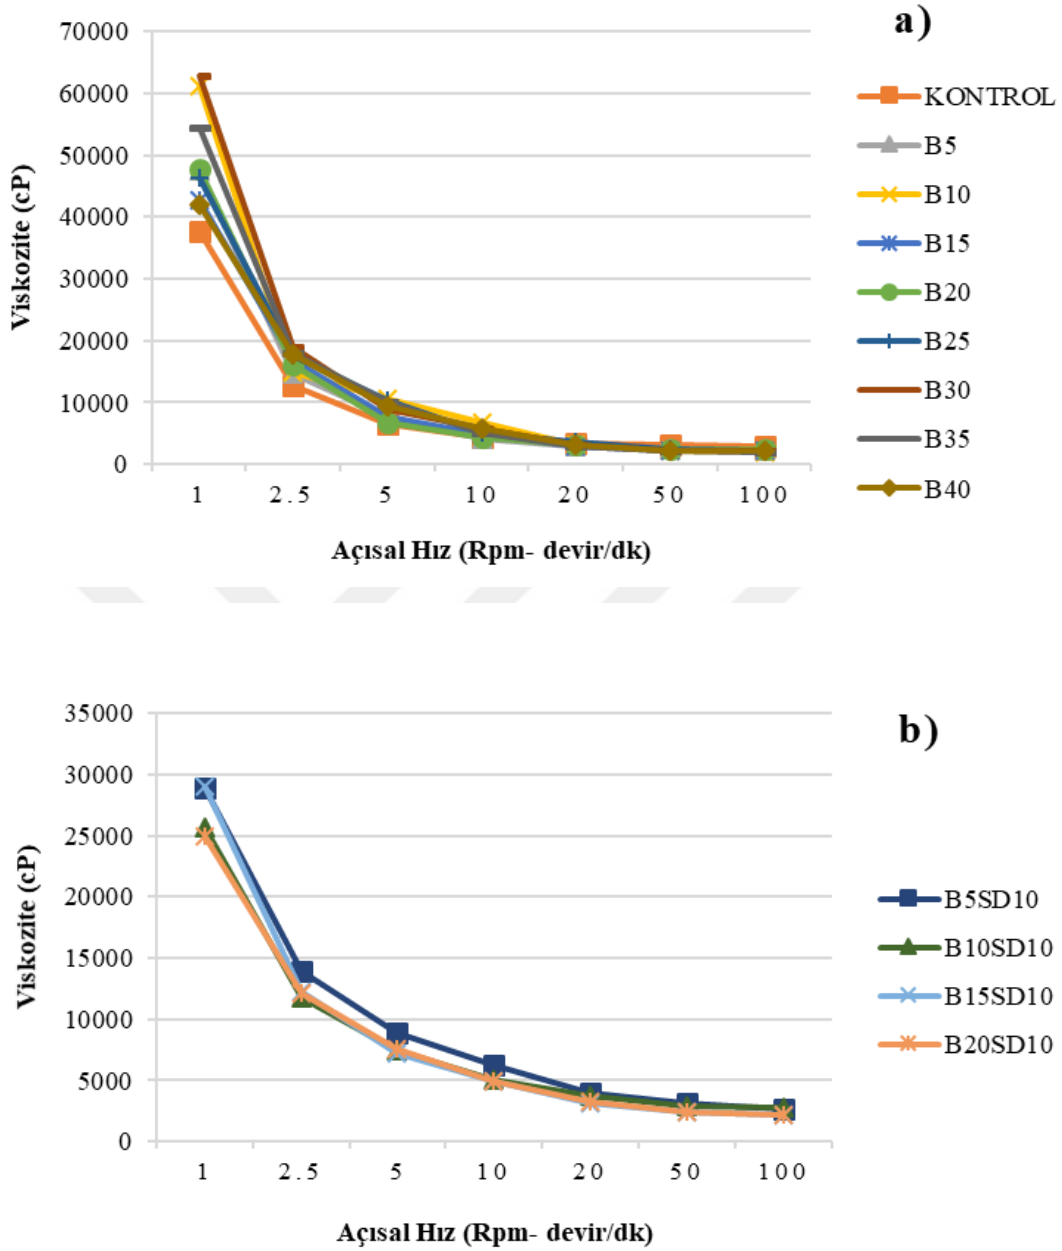 a)
70000
60000
50000
40000
30000
20000
10000
0
Viskozite (cP)
1 2.5 5 10 20 50 100
Açısal Hız (Rpm- devir/dk)
KONTROL
B5
B10
B15
B20
B25
B30
B35
B40
b)
35000
30000
25000
20000
15000
10000
5000
0
Viskozite (cP)
1 2.5 5 10 20 50 100
Açısal Hız (Rpm- devir/dk)
B5SD10
B10SD10
B15SD10
B20SD10